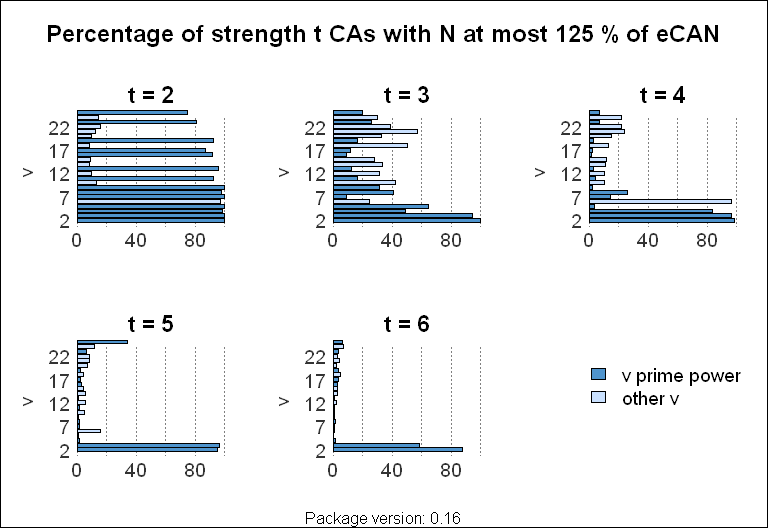 Percentage of strength t CAs with N at most 125 % of eCAN
t = 2
t = 3
t = 4
22
17
12
7
2
>
0 40 80
22
17
12
7
2
>
0 40 80
22
17
12
7
2
>
0 40 80
t = 5
t = 6
22
17
12
7
2
>
0 40 80
22
17
12
7
2
>
0 40 80
v prime power
other v
Package version: 0.16